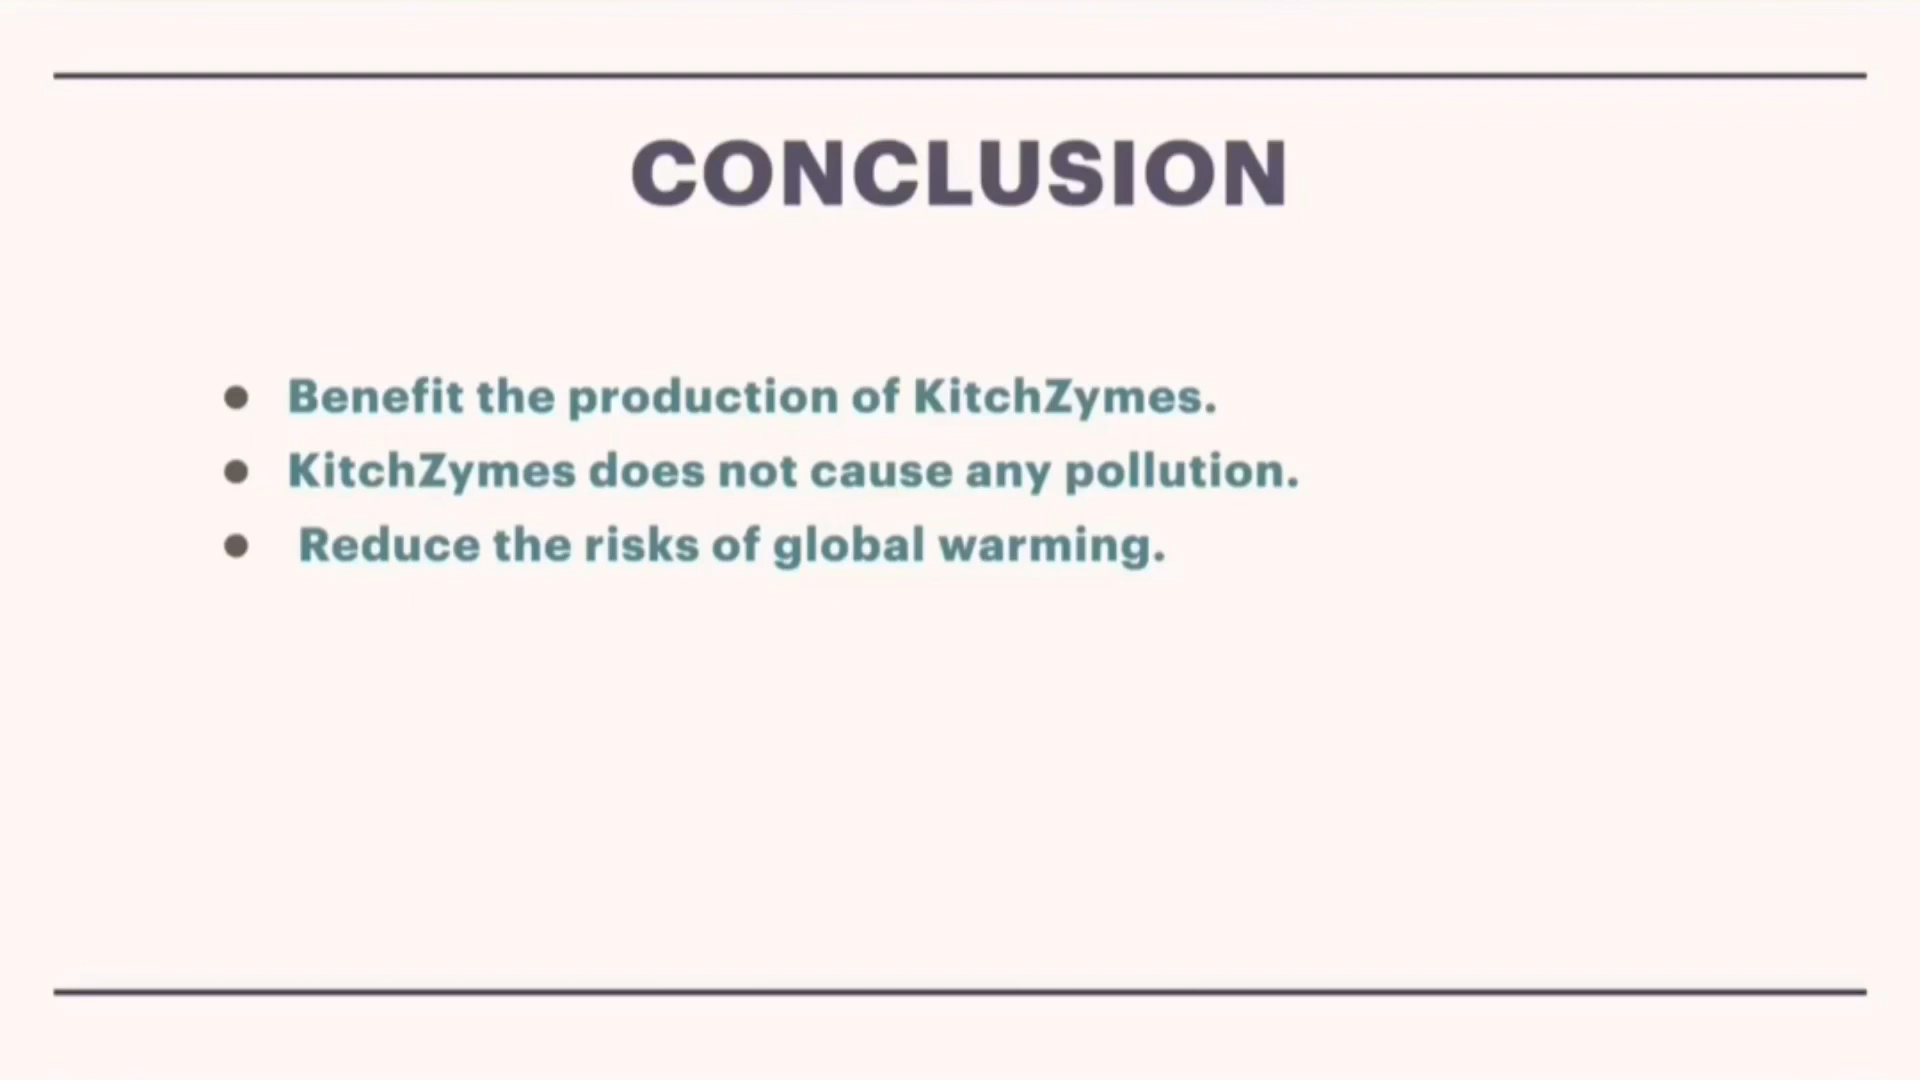 CONCLUSION
• Benefit the production of KitchZymes.
• KitchZymes does not cause any pollution.
• Reduce the risks of global warming.